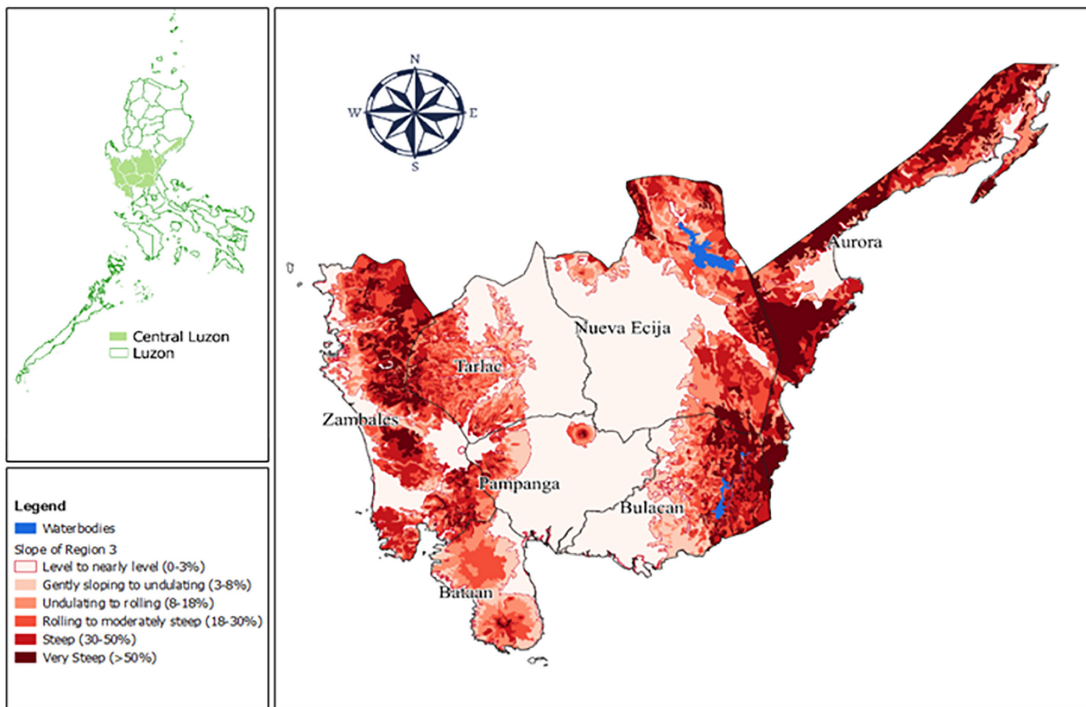 N
W
E
S
Aurora
Nueva Ecija
Tarlac
Zambales
Pampanga
Bulacan
Bataan
Central Luzon
Luzon
Legend
Waterbodies
Slope of Region 3
Level to nearly level (0-3%)
Gently sloping to undulating (3-8%)
Undulating to rolling (8-18%)
Rolling to moderately steep (18-30%)
Steep (30-50%)
Very Steep (>50%)